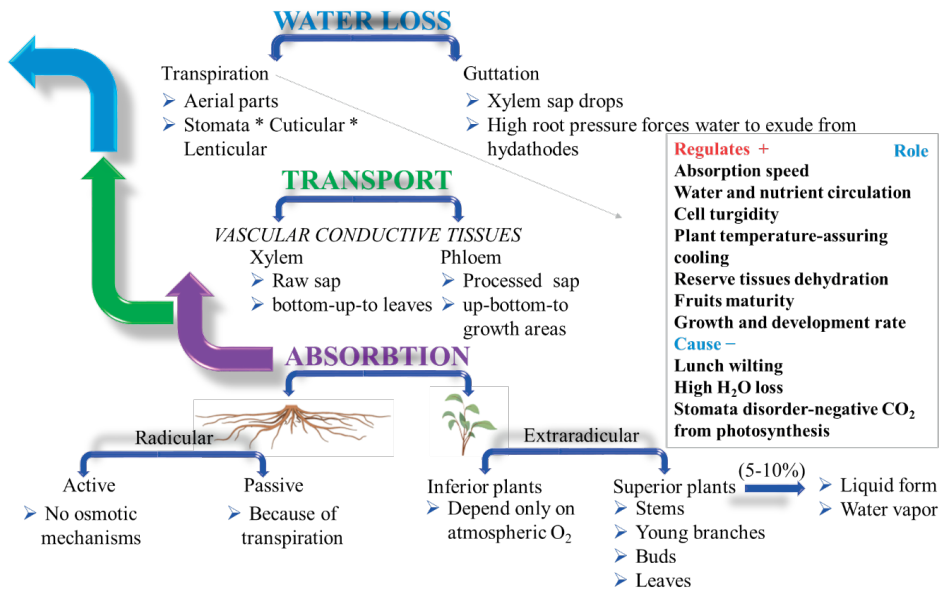 WATER LOSS
Transpiration
➢ Aerial parts
➢ Stomata * Cuticular *
Lenticular
Guttation
➢ Xylem sap drops
➢ High root pressure forces water to exude from
hydathodes
Regulates + Role
Absorption speed
Water and nutrient circulation
Cell turgidity
Plant temperature-assuring
cooling
Reserve tissues dehydration
Fruits maturity
Growth and development rate
Cause −
Lunch wilting
High H₂O loss
Stomata disorder-negative CO₂
from photosynthesis
TRANSPORT
VASCULAR CONDUCTIVE TISSUES
Xylem
➢ Raw sap
➢ bottom-up-to leaves
Phloem
➢ Processed sap
➢ up-bottom-to
growth areas
ABSORBTION
Radicular
Active
➢ No osmotic
mechanisms
Passive
➢ Because of
transpiration
Extraradicular
Inferior plants
➢ Depend only on
atmospheric O₂
Superior plants
➢ Stems
➢ Young branches
➢ Buds
➢ Leaves
(5-10%)
➢ Liquid form
➢ Water vapor